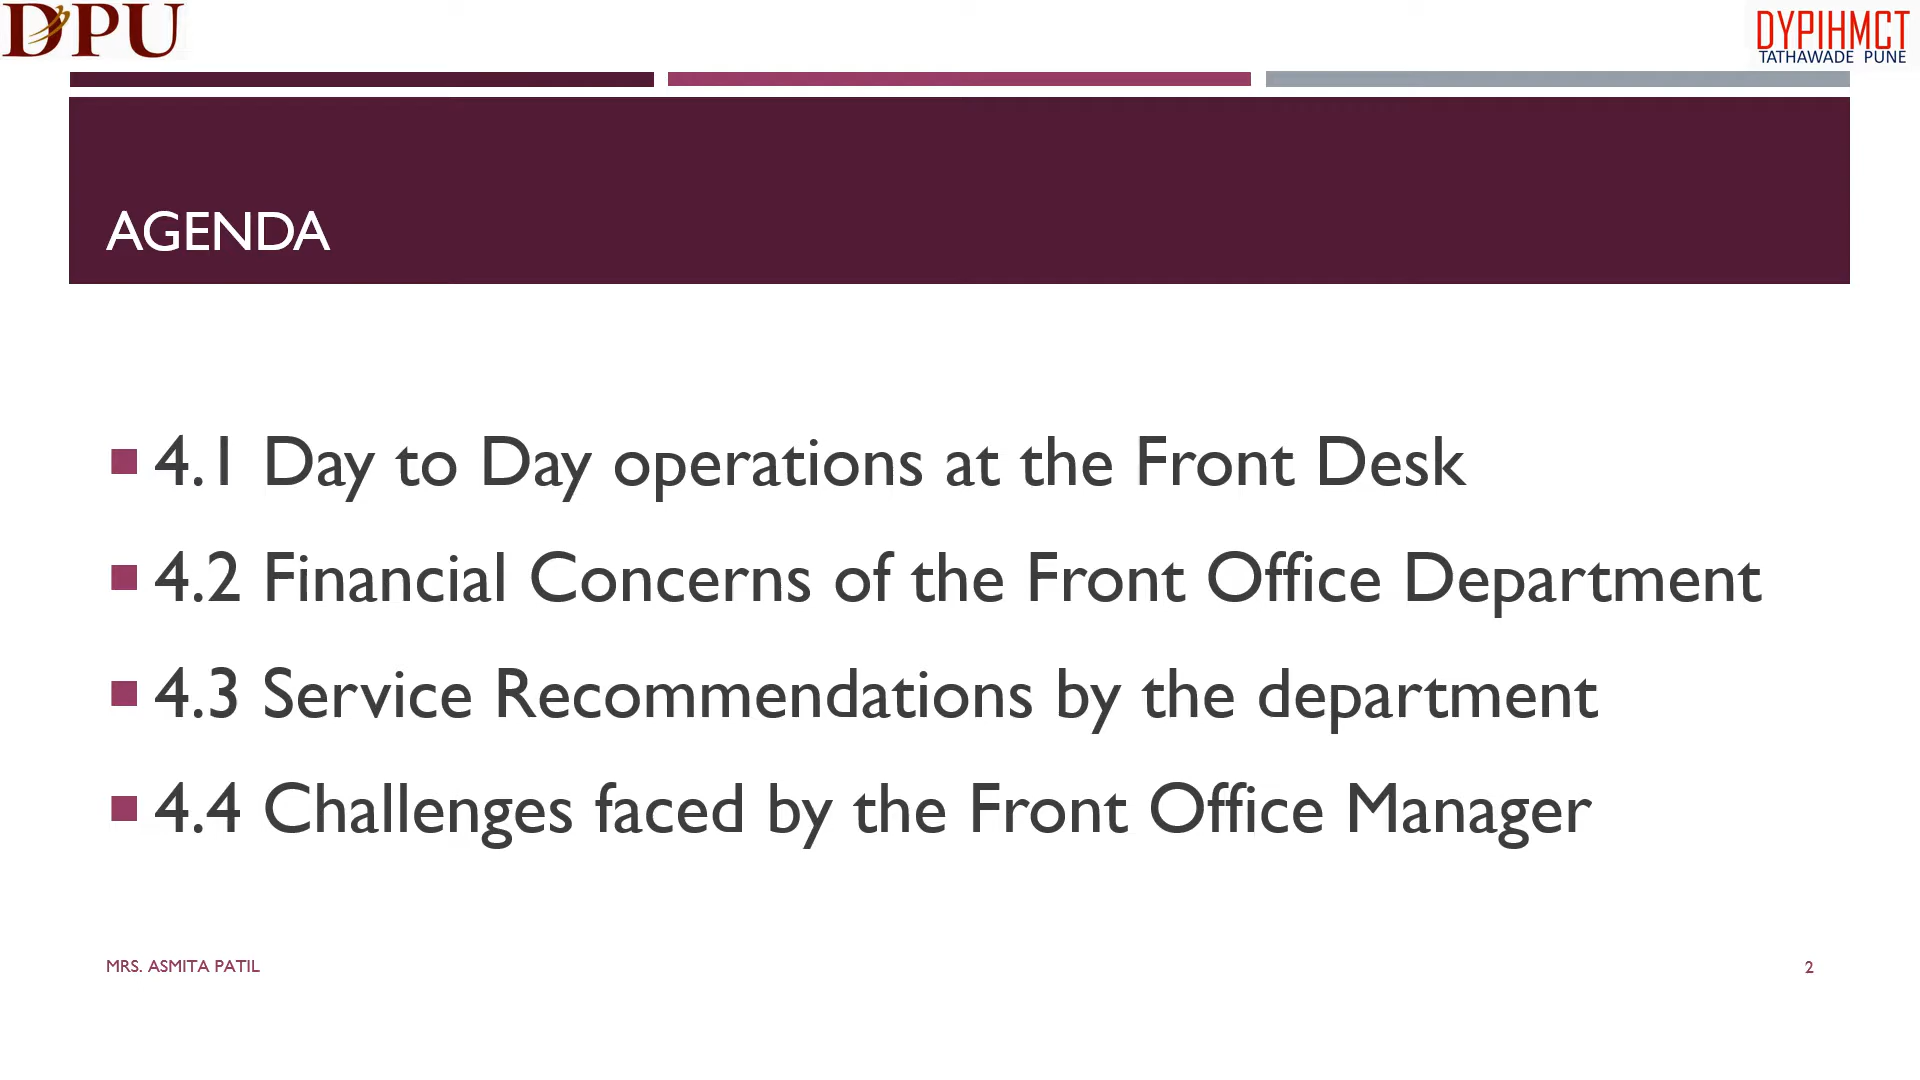 DPU
DYPIHMCT
TATHAWADE PUNE
AGENDA
4.1 Day to Day operations at the Front Desk
4.2 Financial Concerns of the Front Office Department
4.3 Service Recommendations by the department
4.4 Challenges faced by the Front Office Manager
MRS. ASMITA PATIL
2